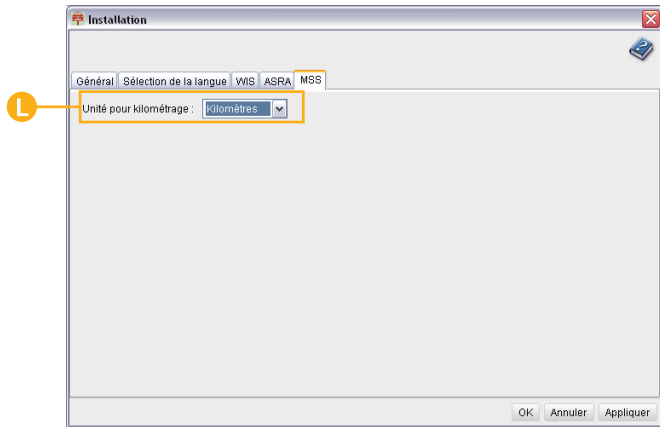 Installation
Général Sélection de la langue WIS ASRA MSS
L Unité pour kilométrage : Kilomètres
OK Annuler Appliquer